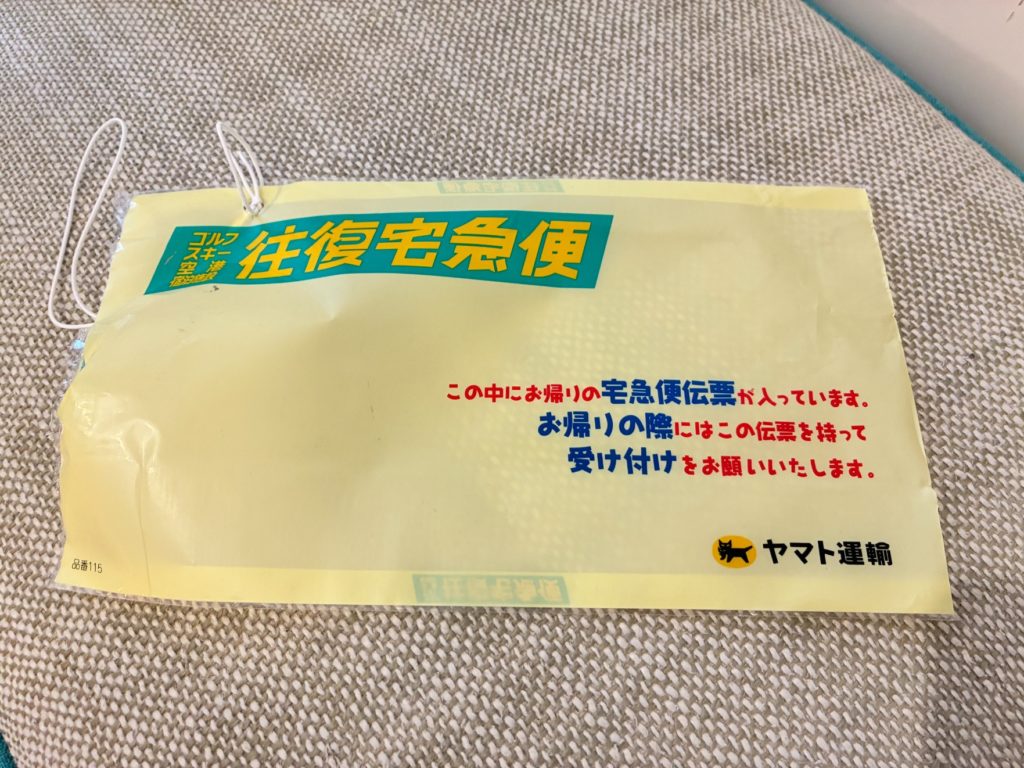 ゴルフ
スキー
空港
往復宅急便
この中にお帰りの宅急便伝票が入っています。
お帰りの際にはこの伝票を持って
受け付けをお願いいたします。
ヤマト運輸
品番115